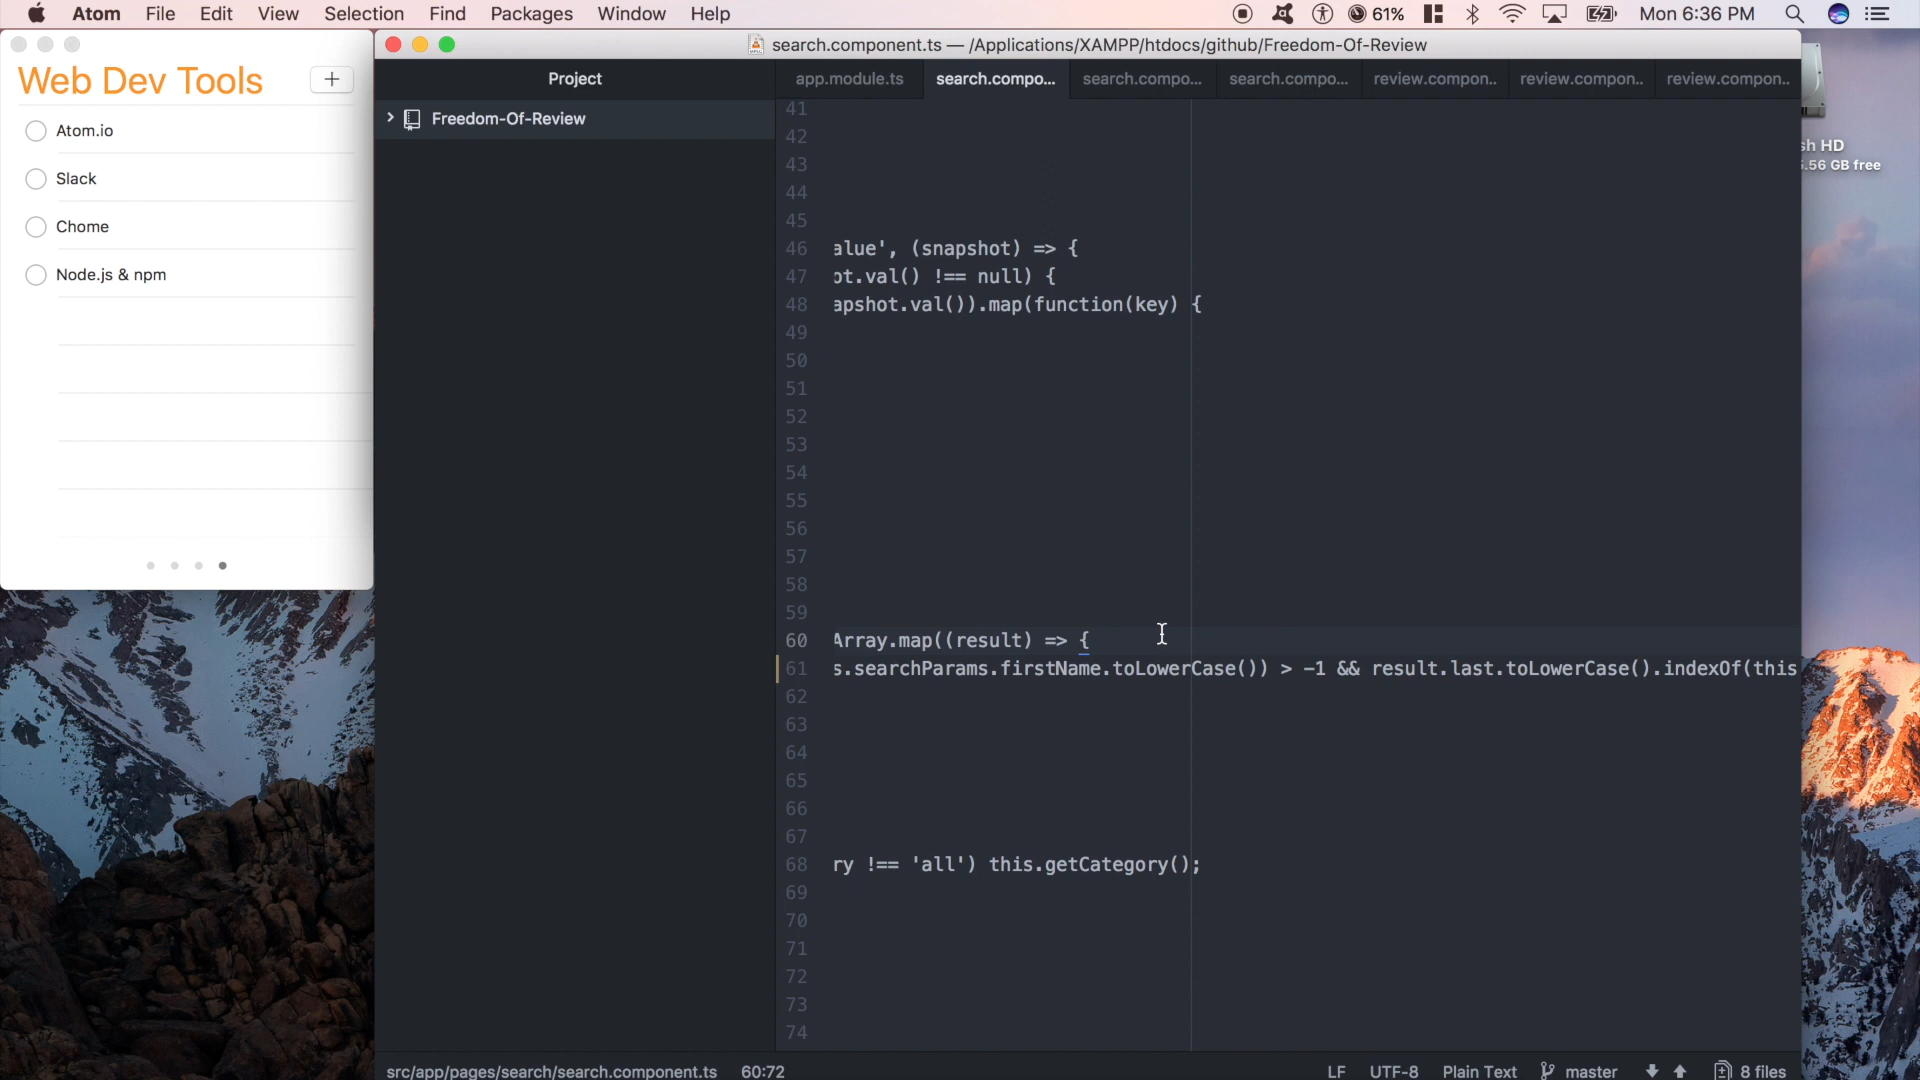 Atom File Edit View Selection Find Packages Window Help
61% Mon 6:36 PM
Web Dev Tools
+
Atom.io
Slack
Chome
Node.js & npm
search.component.ts — /Applications/XAMPP/htdocs/github/Freedom-Of-Review
Project
Freedom-Of-Review
app.module.ts search.compo... search.compo... search.compo... review.compon.. review.compon.. review.compon..
41
42
43
44
45
46 alue', (snapshot) => {
47 ot.val() !== null) {
48 apshot.val()).map(function(key) {
49
50
51
52
53
54
55
56
57
58
59
60 Array.map((result) => {
61 s.searchParams.firstName.toLowerCase()) > -1 && result.last.toLowerCase().indexOf(this
62
63
64
65
66
67
68 ry !== 'all') this.getCategory();
69
70
71
72
73
74
src/app/pages/search/search.component.ts 60:72
LF UTF-8 Plain Text master 8 files
sh HD
.56 GB free